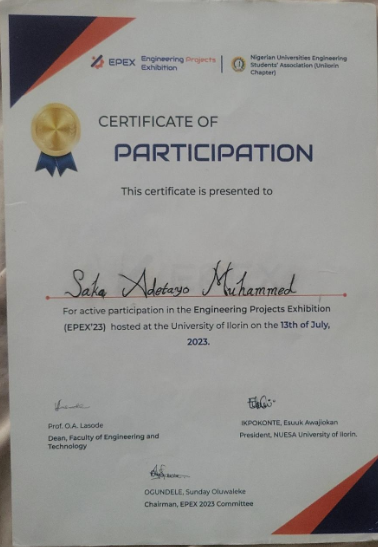 EPEX Engineering Projects Exhibition
Nigerian Universities Engineering Students' Association (Unilorin Chapter)
CERTIFICATE OF
PARTICIPATION
This certificate is presented to
Saka Adetayo Muhammed
For active participation in the Engineering Projects Exhibition
(EPEX'23) hosted at the University of Ilorin on the 13th of July,
2023.
Prof. O.A. Lasode
Dean, Faculty of Engineering and
Technology
IKPOKONTE, Esuuk Awajiokan
President, NUESA University of Ilorin.
OGUNDELE, Sunday Oluwaleke
Chairman, EPEX 2023 Committee